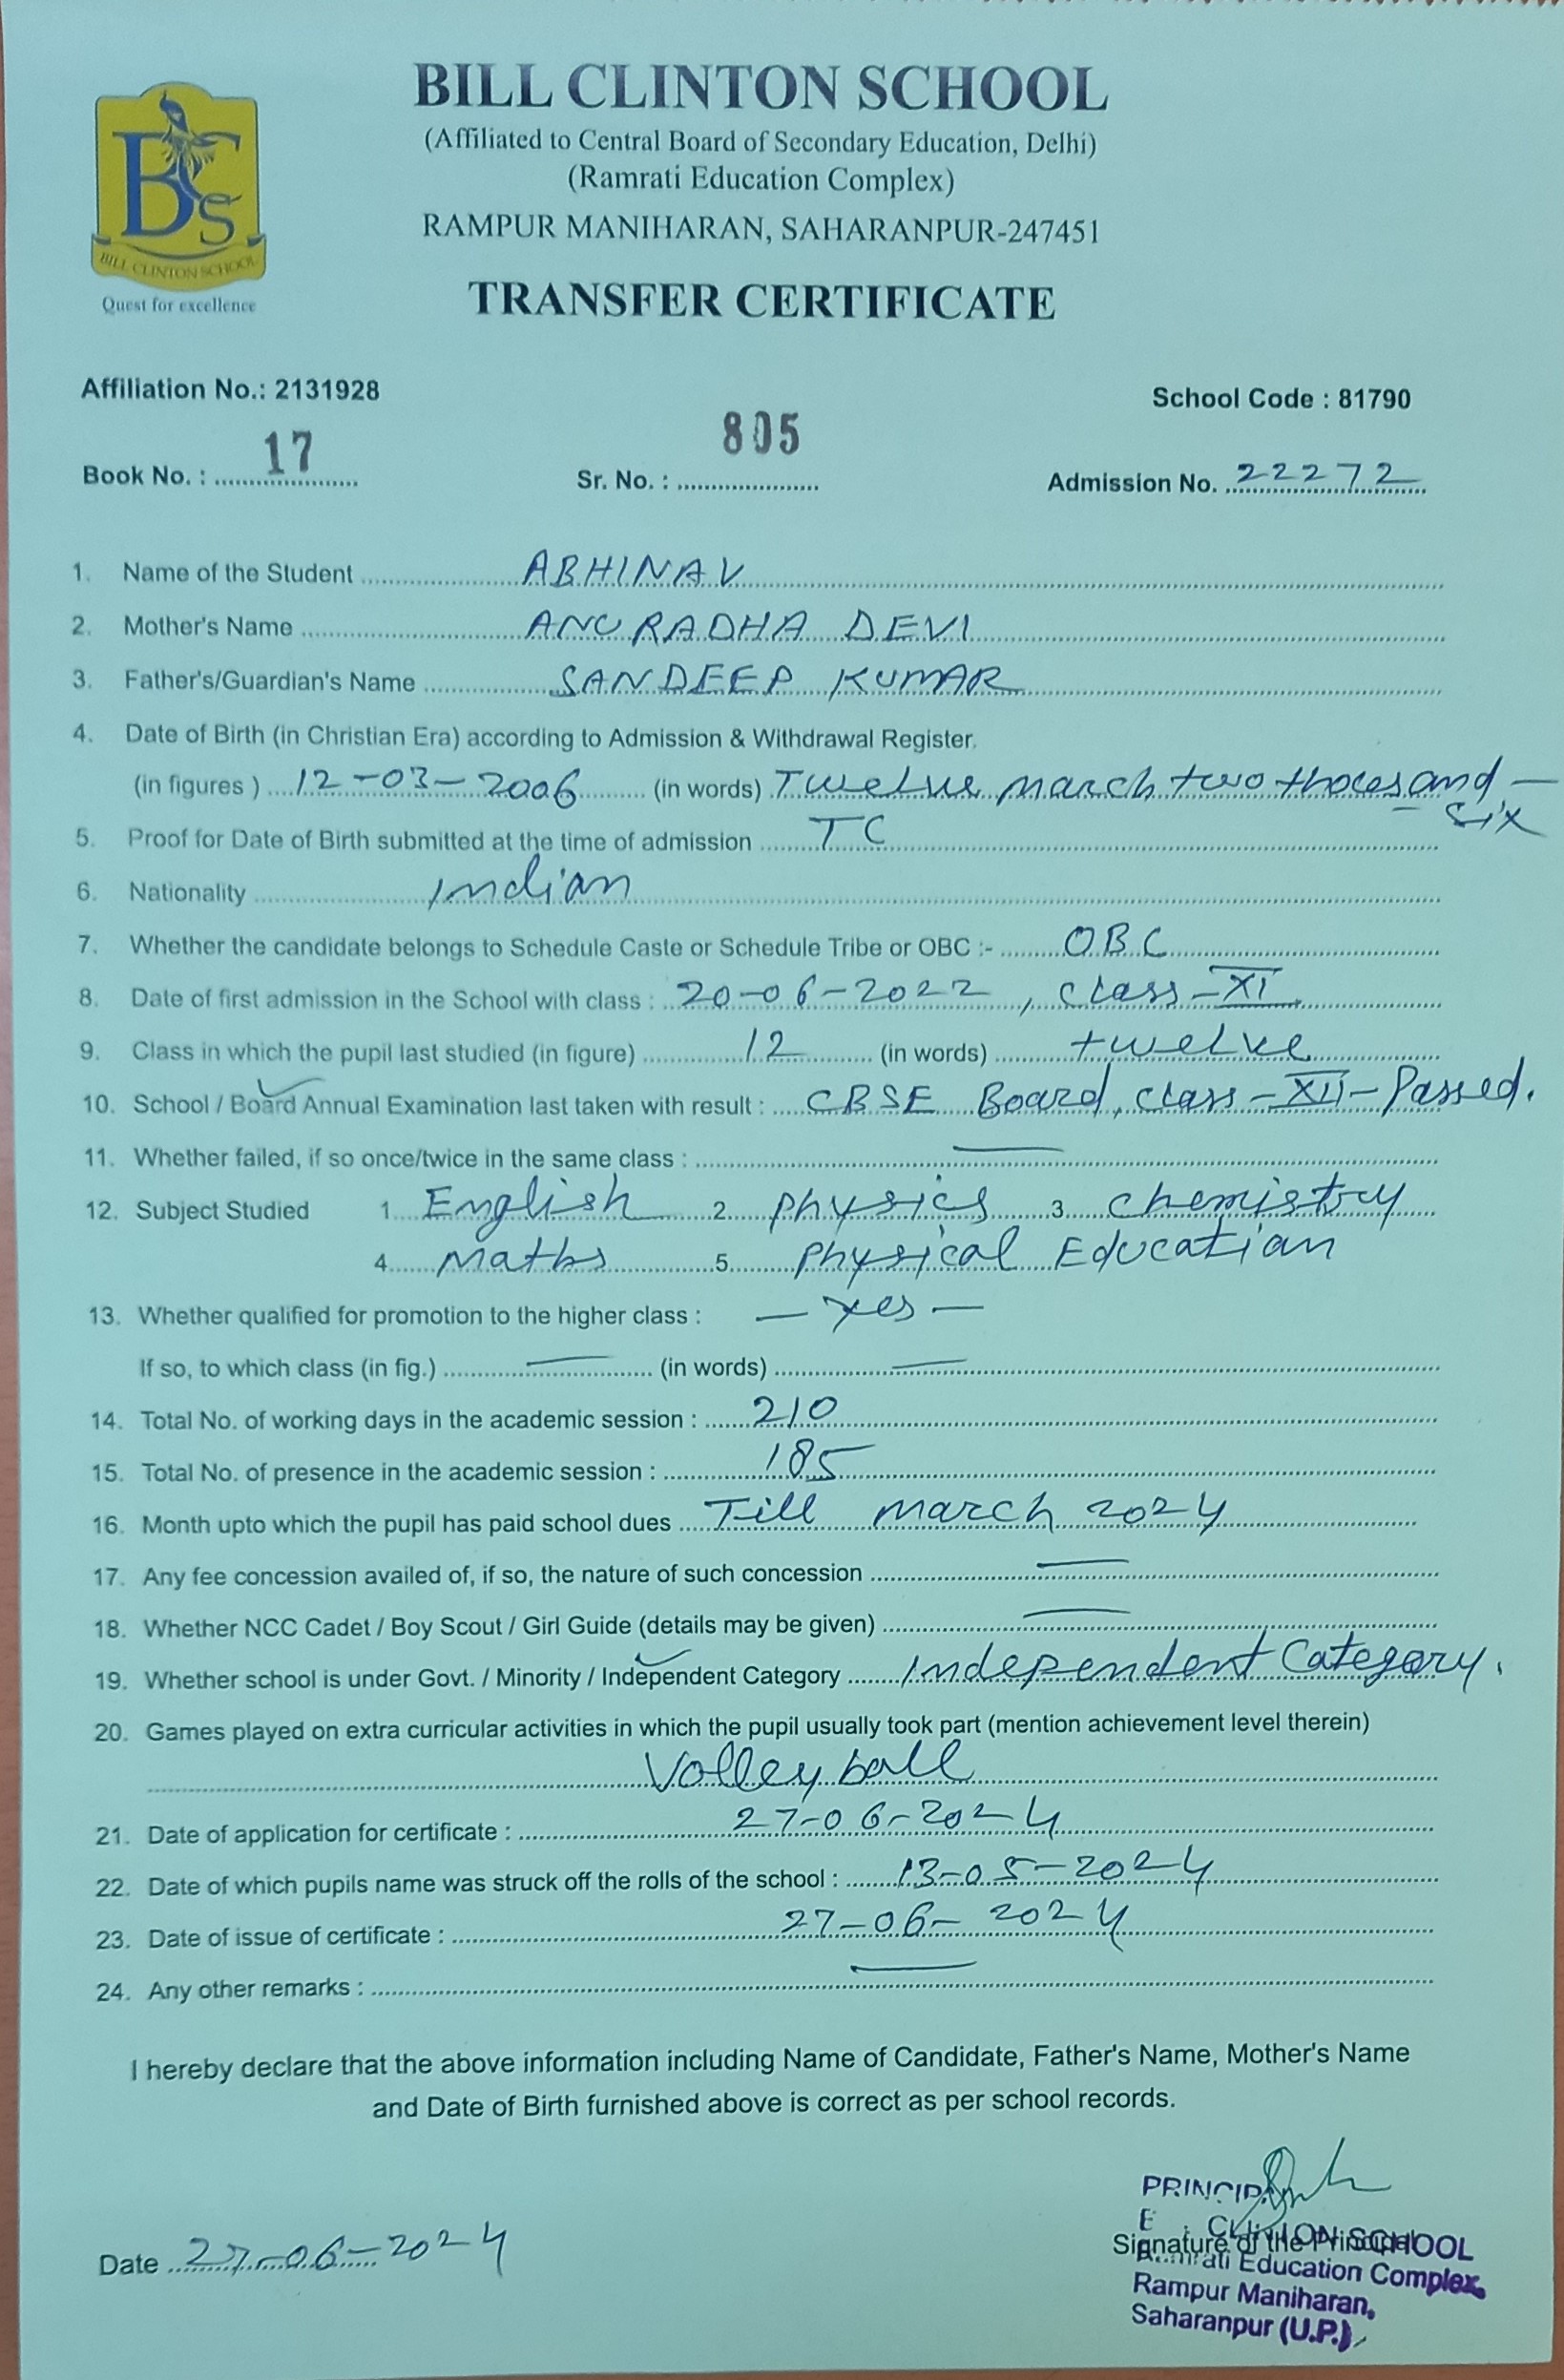 BILL CLINTON SCHOOL
(Affiliated to Central Board of Secondary Education, Delhi)
(Ramrati Education Complex)
RAMPUR MANIHARAN, SAHARANPUR-247451
BCS
BILL CLINTON SCHOOL
Quest for excellence
TRANSFER CERTIFICATE
Affiliation No.: 2131928 School Code : 81790
Book No. : 17 Sr. No. : 805 Admission No. 22272
1. Name of the Student ABHINAV
2. Mother's Name ANURADHA DEVI
3. Father's/Guardian's Name SANDEEP KUMAR
4. Date of Birth (in Christian Era) according to Admission & Withdrawal Register.
(in figures ) 12-03-2006 (in words) Twelve march two thousand -
- six
5. Proof for Date of Birth submitted at the time of admission TC
6. Nationality Indian
7. Whether the candidate belongs to Schedule Caste or Schedule Tribe or OBC :- OBC
8. Date of first admission in the School with class : 20-06-2022, class-XI
9. Class in which the pupil last studied (in figure) 12 (in words) twelve
10. School / Board Annual Examination last taken with result : CBSE Board, class-XII-Passed.
11. Whether failed, if so once/twice in the same class : —
12. Subject Studied 1. English 2. Physics 3. Chemistry
4. Maths 5. Physical Education
13. Whether qualified for promotion to the higher class : — Yes —
If so, to which class (in fig.) — (in words) —
14. Total No. of working days in the academic session : 210
15. Total No. of presence in the academic session : 185
16. Month upto which the pupil has paid school dues Till march 2024
17. Any fee concession availed of, if so, the nature of such concession —
18. Whether NCC Cadet / Boy Scout / Girl Guide (details may be given) —
19. Whether school is under Govt. / Minority / Independent Category Independent Category.
20. Games played on extra curricular activities in which the pupil usually took part (mention achievement level therein)
Volley ball
21. Date of application for certificate : 27-06-2024
22. Date of which pupils name was struck off the rolls of the school : 13-05-2024
23. Date of issue of certificate : 27-06-2024
24. Any other remarks : —
I hereby declare that the above information including Name of Candidate, Father's Name, Mother's Name
and Date of Birth furnished above is correct as per school records.
Date 27-06-2024
CLINTON SCHOOL
Signature of the Principal
Education Complex,
Rampur Maniharan,
Saharanpur (U.P.)